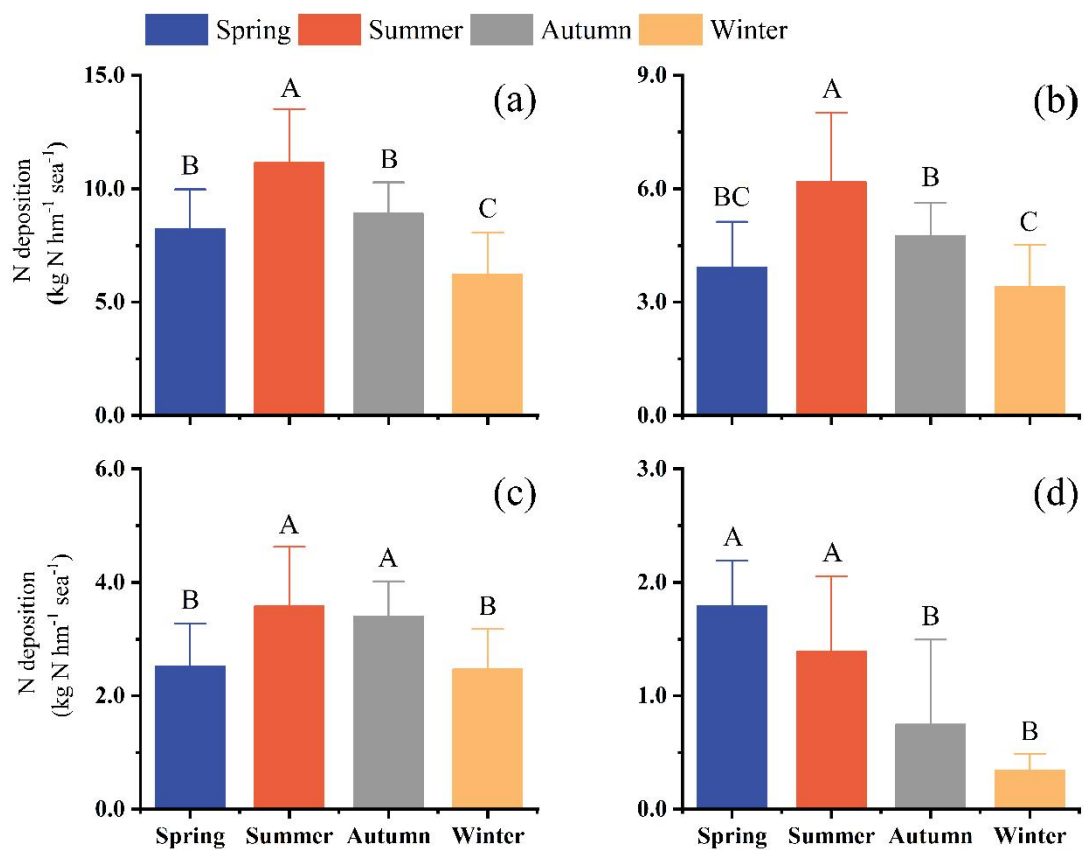 Spring Summer Autumn Winter
15.0
10.0
5.0
0.0
N deposition
(kg N hm⁻¹ sea⁻¹)
B
A
B
C
(a)
9.0
6.0
3.0
0.0
BC
A
B
C
(b)
6.0
4.0
2.0
0.0
N deposition
(kg N hm⁻¹ sea⁻¹)
B
A
A
B
(c)
Spring Summer Autumn Winter
3.0
2.0
1.0
0.0
A
A
B
B
(d)
Spring Summer Autumn Winter